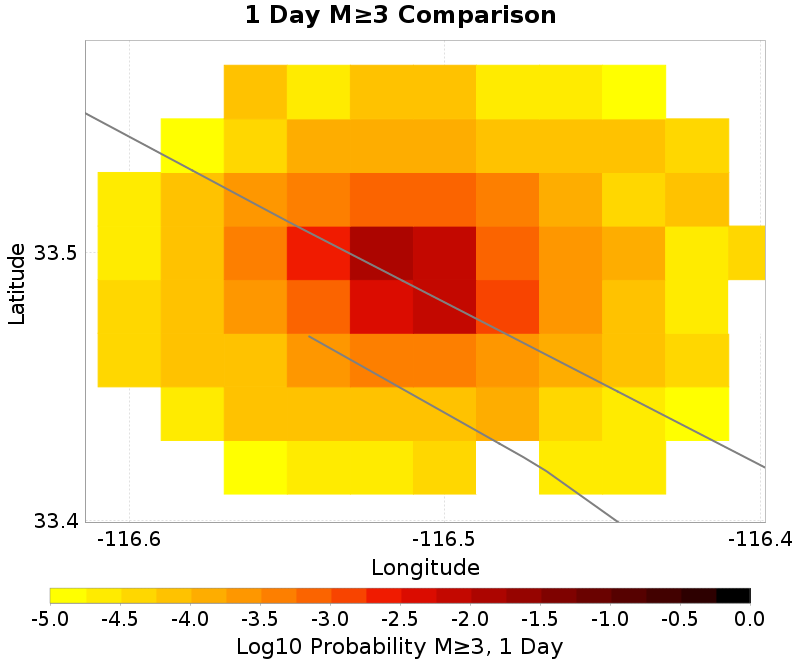 1 Day M≥3 Comparison
Latitude
33.5
33.4
-116.6 -116.5 -116.4
Longitude
-5.0 -4.5 -4.0 -3.5 -3.0 -2.5 -2.0 -1.5 -1.0 -0.5 0.0
Log10 Probability M≥3, 1 Day